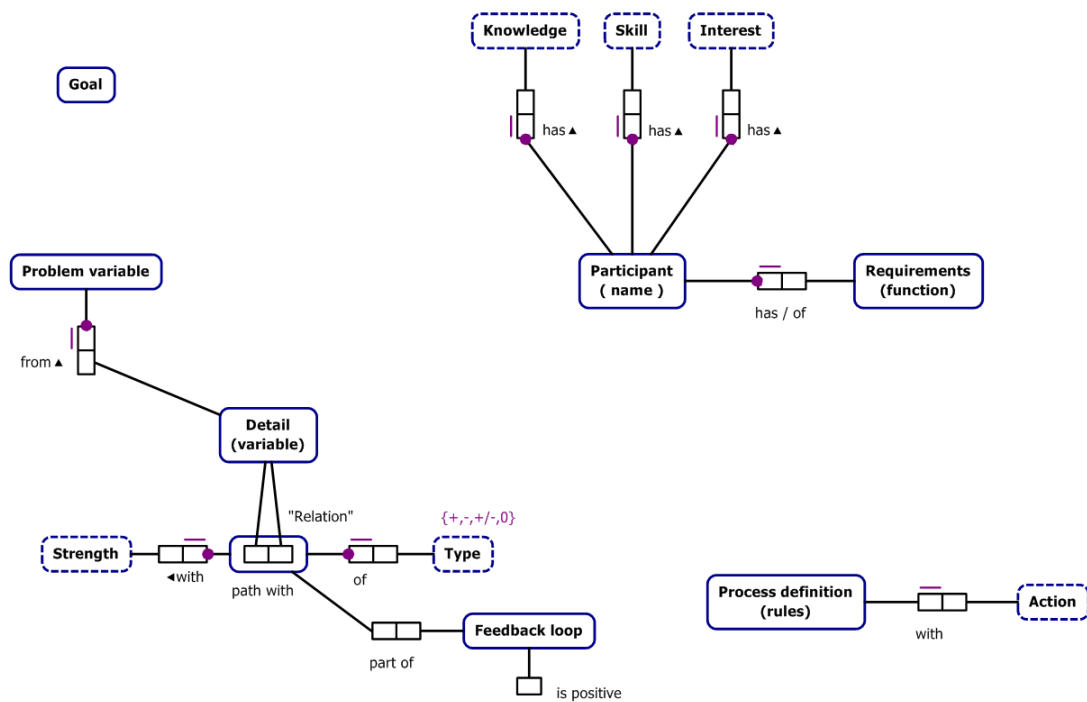 Knowledge
Skill
Interest
Goal
has ▲
has ▲
has ▲
Problem variable
Participant
( name )
Requirements
(function)
has / of
from ▲
Detail
(variable)
"Relation"
{+,-,+/-,0}
Strength
Type
◄with
path with
of
Process definition
(rules)
Action
Feedback loop
with
part of
is positive